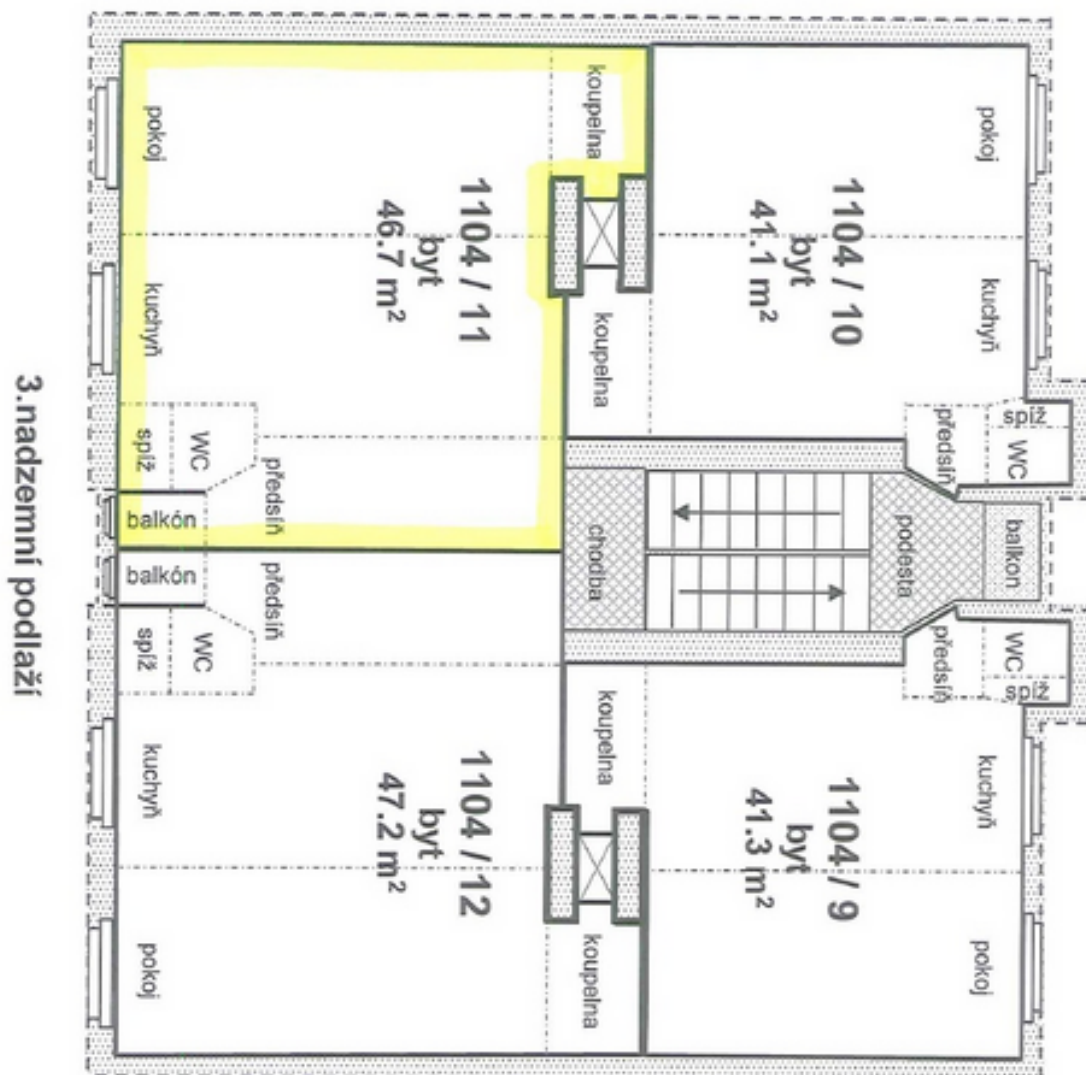 koupelna
pokoj
1104 / 11
byt
46.7 m²
kuchyň
spíž
WC
předsíň
balkón
pokoj
1104 / 10
byt
41.1 m²
kuchyň
koupelna
předsíň
spíž
WC
chodba
podesta
balkon
balkón
předsíň
spíž
WC
kuchyň
1104 / 12
byt
47.2 m²
pokoj
koupelna
předsíň
WC
spíž
koupelna
kuchyň
1104 / 9
byt
41.3 m²
pokoj
3.nadzemní podlaží